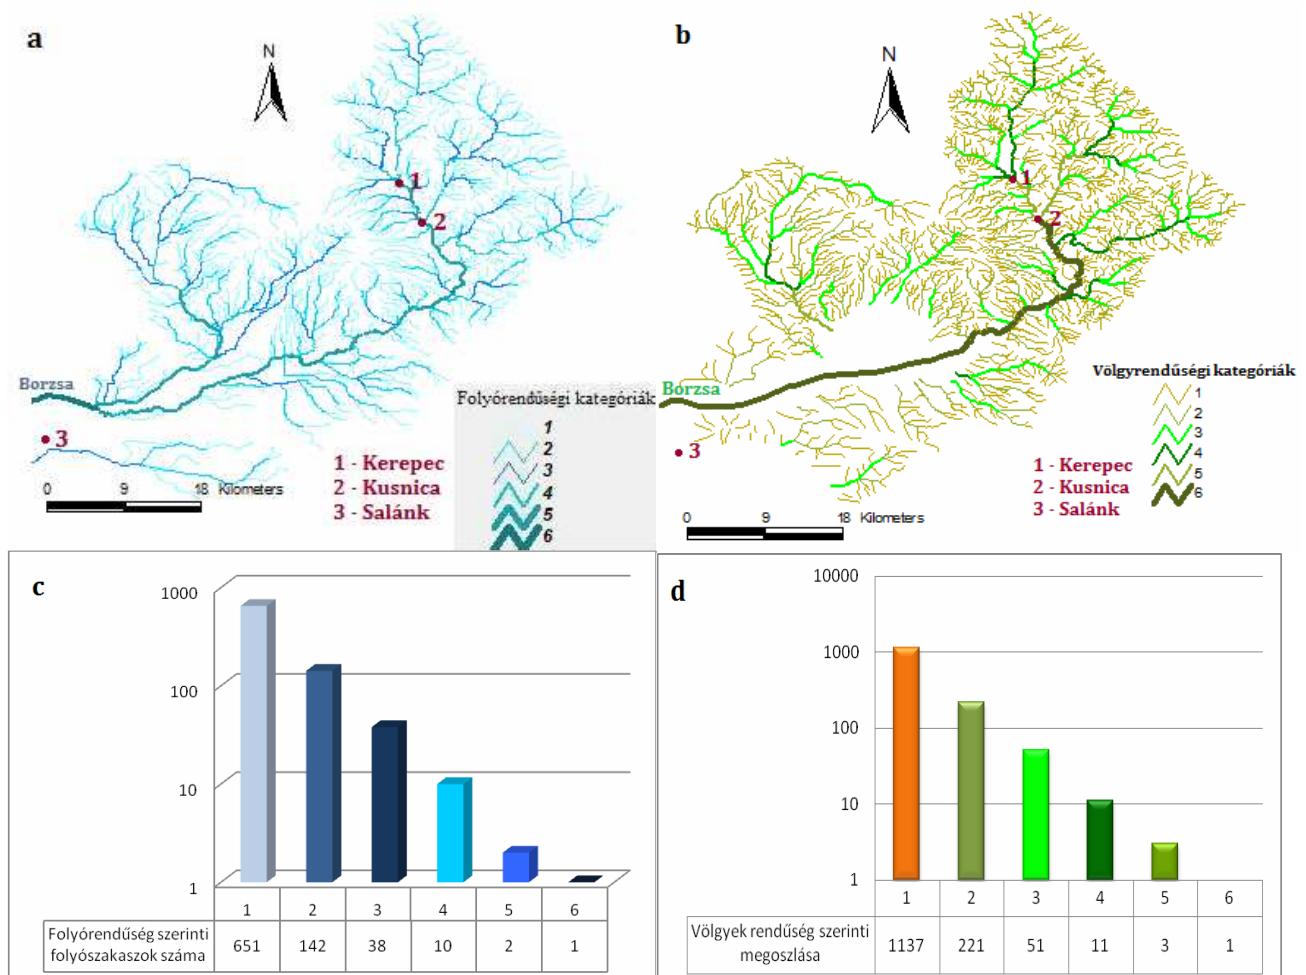 a
N
1
2
Borzsa
3
Folyórendűségi kategóriák
1
2
3
4
5
6
1 - Kerepec
2 - Kusnica
3 - Salánk
0 9 18 Kilometers
b
N
1
2
Borzsa
3
Völgyrendűségi kategóriák
1
2
3
4
5
6
1 - Kerepec
2 - Kusnica
3 - Salánk
0 9 18 Kilometers
c
1000
100
10
1
1 2 3 4 5 6
Folyórendűség szerinti
folyószakaszok száma
651 142 38 10 2 1
d
10000
1000
100
10
1
1 2 3 4 5 6
Völgyek rendűség szerinti
megoszlása
1137 221 51 11 3 1